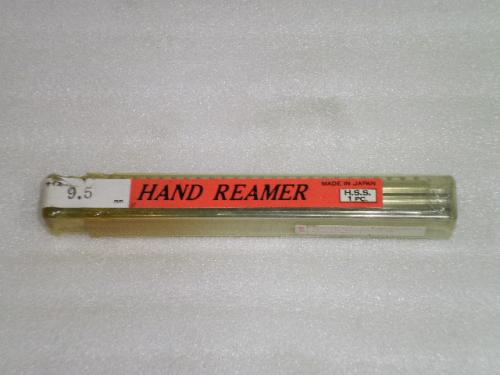 9.5
mm
HAND REAMER
MADE IN JAPAN
H.S.S.
1 PC.